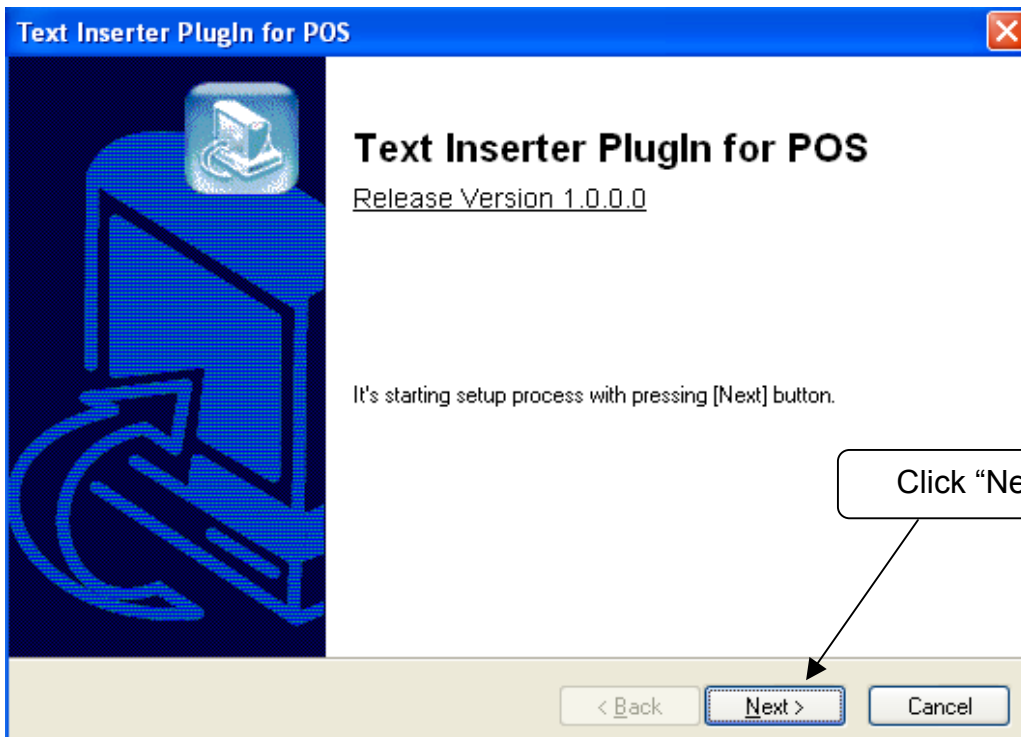 Text Inserter PlugIn for POS
Text Inserter PlugIn for POS
Release Version 1.0.0.0
It's starting setup process with pressing [Next] button.
Click “Ne
< Back
Next >
Cancel